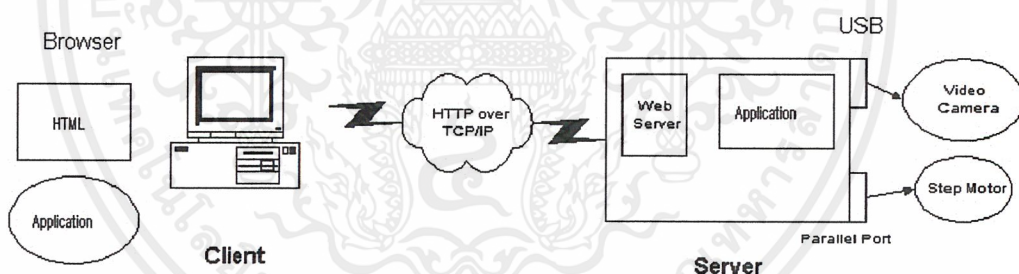 Browser
HTML
Application
Client
HTTP over
TCP/IP
Web
Server
Application
USB
Video
Camera
Step Motor
Parallel Port
Server